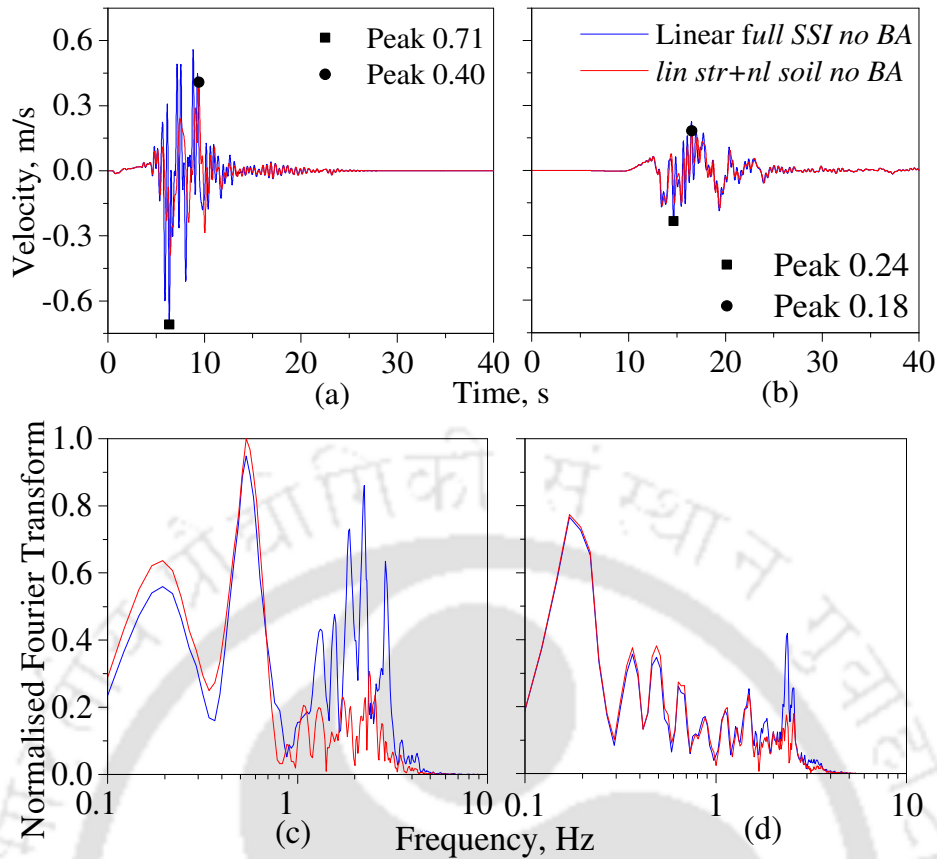 0.6
0.3
0.0
-0.3
-0.6
Velocity, m/s
Peak 0.71
Peak 0.40
0 10 20 30 40
(a)
Linear full SSI no BA
lin str+nl soil no BA
Peak 0.24
Peak 0.18
0 10 20 30 40
(b)
Time, s
1.0
0.8
0.6
0.4
0.2
0.0
Normalised Fourier Transform
0.1 1 10
(c)
0.1 1 10
(d)
Frequency, Hz